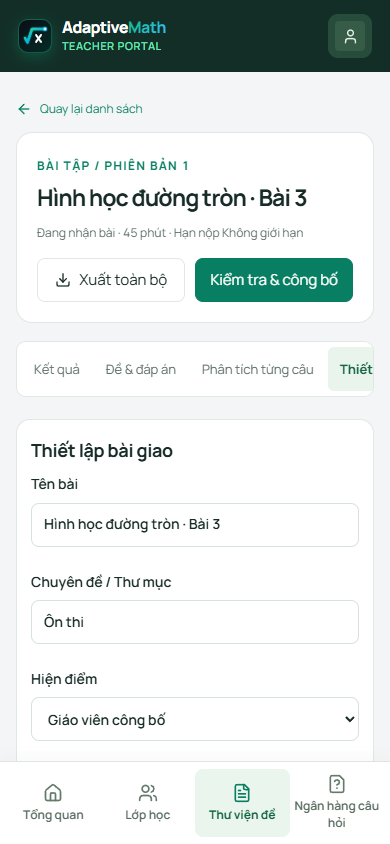 AdaptiveMath
TEACHER PORTAL
Quay lại danh sách
BÀI TẬP / PHIÊN BẢN 1
Hình học đường tròn · Bài 3
Đang nhận bài · 45 phút · Hạn nộp Không giới hạn
Xuất toàn bộ
Kiểm tra & công bố
Kết quả
Đề & đáp án
Phân tích từng câu
Thiết
Thiết lập bài giao
Tên bài
Hình học đường tròn · Bài 3
Chuyên đề / Thư mục
Ôn thi
Hiện điểm
Giáo viên công bố
Tổng quan
Lớp học
Thư viện đề
Ngân hàng câu
hỏi